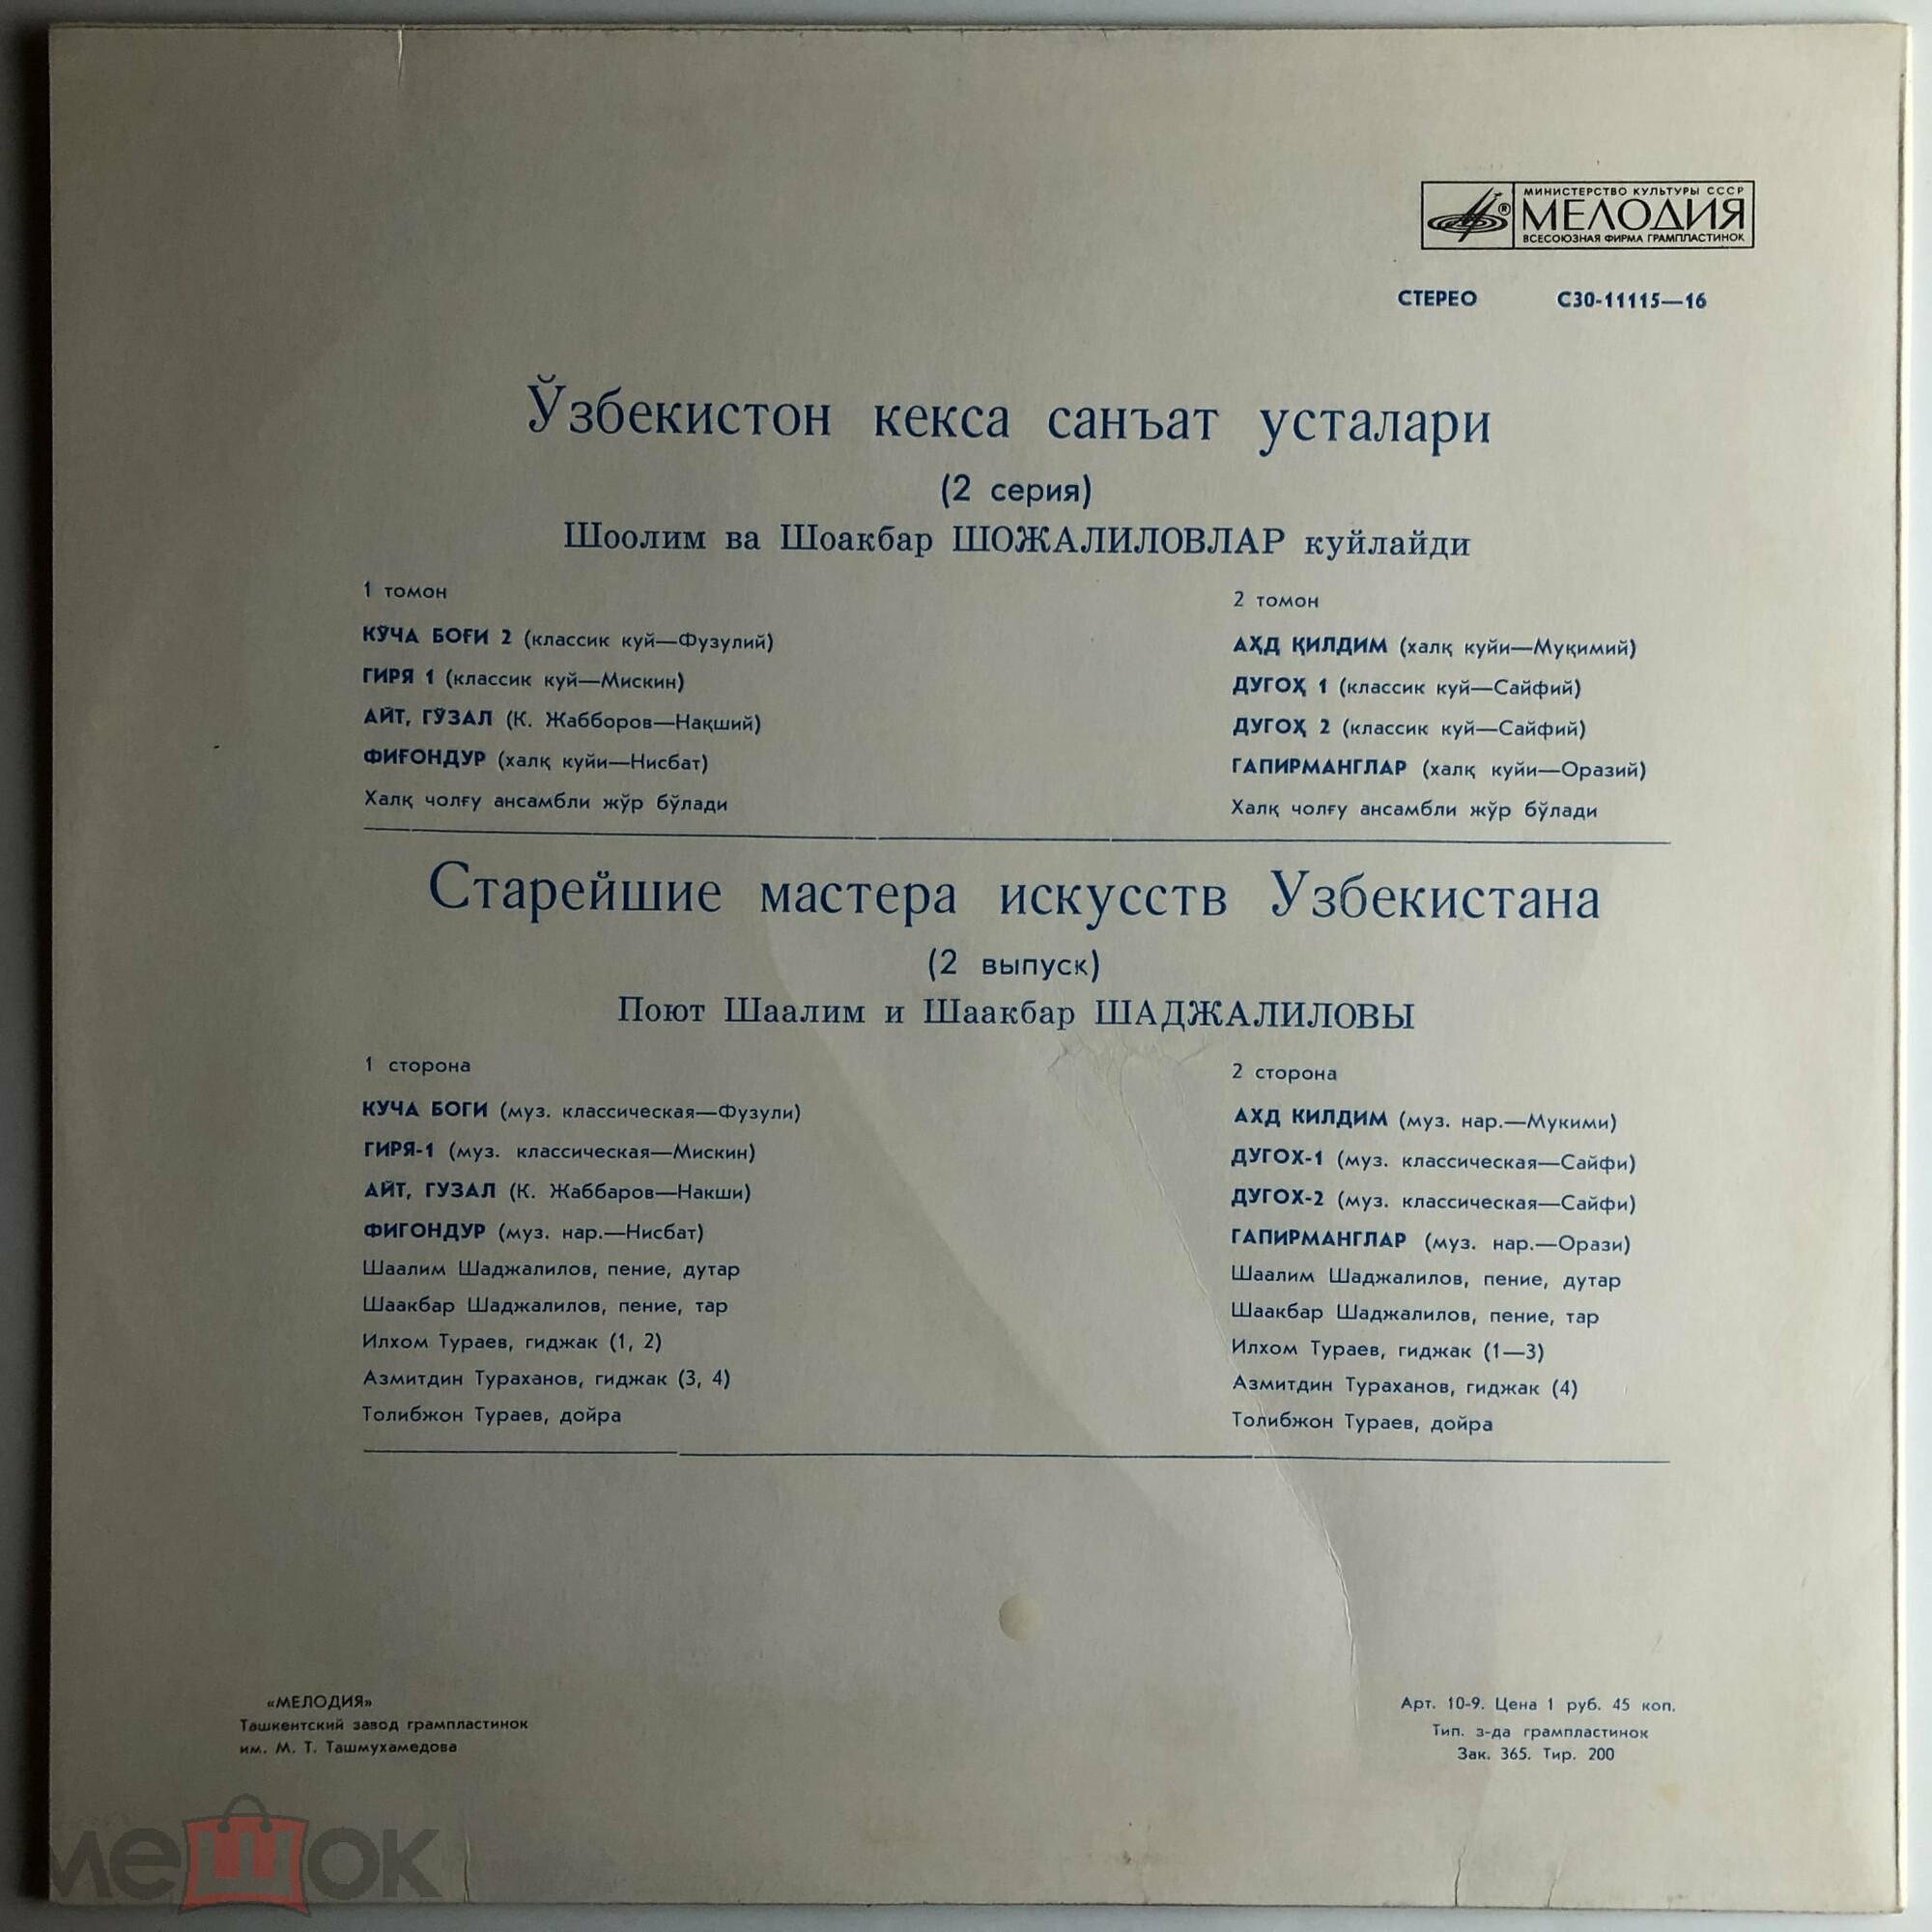 МИНИСТЕРСТВО КУЛЬТУРЫ СССР
МЕЛОДИЯ
ВСЕСОЮЗНАЯ ФИРМА ГРАМПЛАСТИНОК
СТЕРЕО С30-11115—16
Ўзбекистон кекса санъат усталари
(2 серия)
Шоолим ва Шоакбар ШОЖАЛИЛОВЛАР куйлайди
1 томон
КЎЧА БОҒИ 2 (классик куй—Фузулий)
ГИРЯ 1 (классик куй—Мискин)
АЙТ, ГЎЗАЛ (К. Жабборов—Нақший)
ФИҒОНДУР (халқ куйи—Нисбат)
Халқ чолғу ансамбли жўр бўлади
2 томон
АҲД ҚИЛДИМ (халқ куйи—Муқимий)
ДУГОҲ 1 (классик куй—Сайфий)
ДУГОҲ 2 (классик куй—Сайфий)
ГАПИРМАНГЛАР (халқ куйи—Оразий)
Халқ чолғу ансамбли жўр бўлади
Старейшие мастера искусств Узбекистана
(2 выпуск)
Поют Шаалим и Шаакбар ШАДЖАЛИЛОВЫ
1 сторона
КУЧА БОГИ (муз. классическая—Фузули)
ГИРЯ-1 (муз. классическая—Мискин)
АЙТ, ГУЗАЛ (К. Жаббаров—Накши)
ФИГОНДУР (муз. нар.—Нисбат)
Шаалим Шаджалилов, пение, дутар
Шаакбар Шаджалилов, пение, тар
Илхом Тураев, гиджак (1, 2)
Азмитдин Тураханов, гиджак (3, 4)
Толибжон Тураев, дойра
2 сторона
АХД КИЛДИМ (муз. нар.—Мукими)
ДУГОХ-1 (муз. классическая—Сайфи)
ДУГОХ-2 (муз. классическая—Сайфи)
ГАПИРМАНГЛАР (муз. нар.—Орази)
Шаалим Шаджалилов, пение, дутар
Шаакбар Шаджалилов, пение, тар
Илхом Тураев, гиджак (1—3)
Азмитдин Тураханов, гиджак (4)
Толибжон Тураев, дойра
«МЕЛОДИЯ»
Ташкентский завод грампластинок
им. М. Т. Ташмухамедова
Арт. 10-9. Цена 1 руб. 45 коп.
Тип. з-да грампластинок
Зак. 365. Тир. 200
мешок